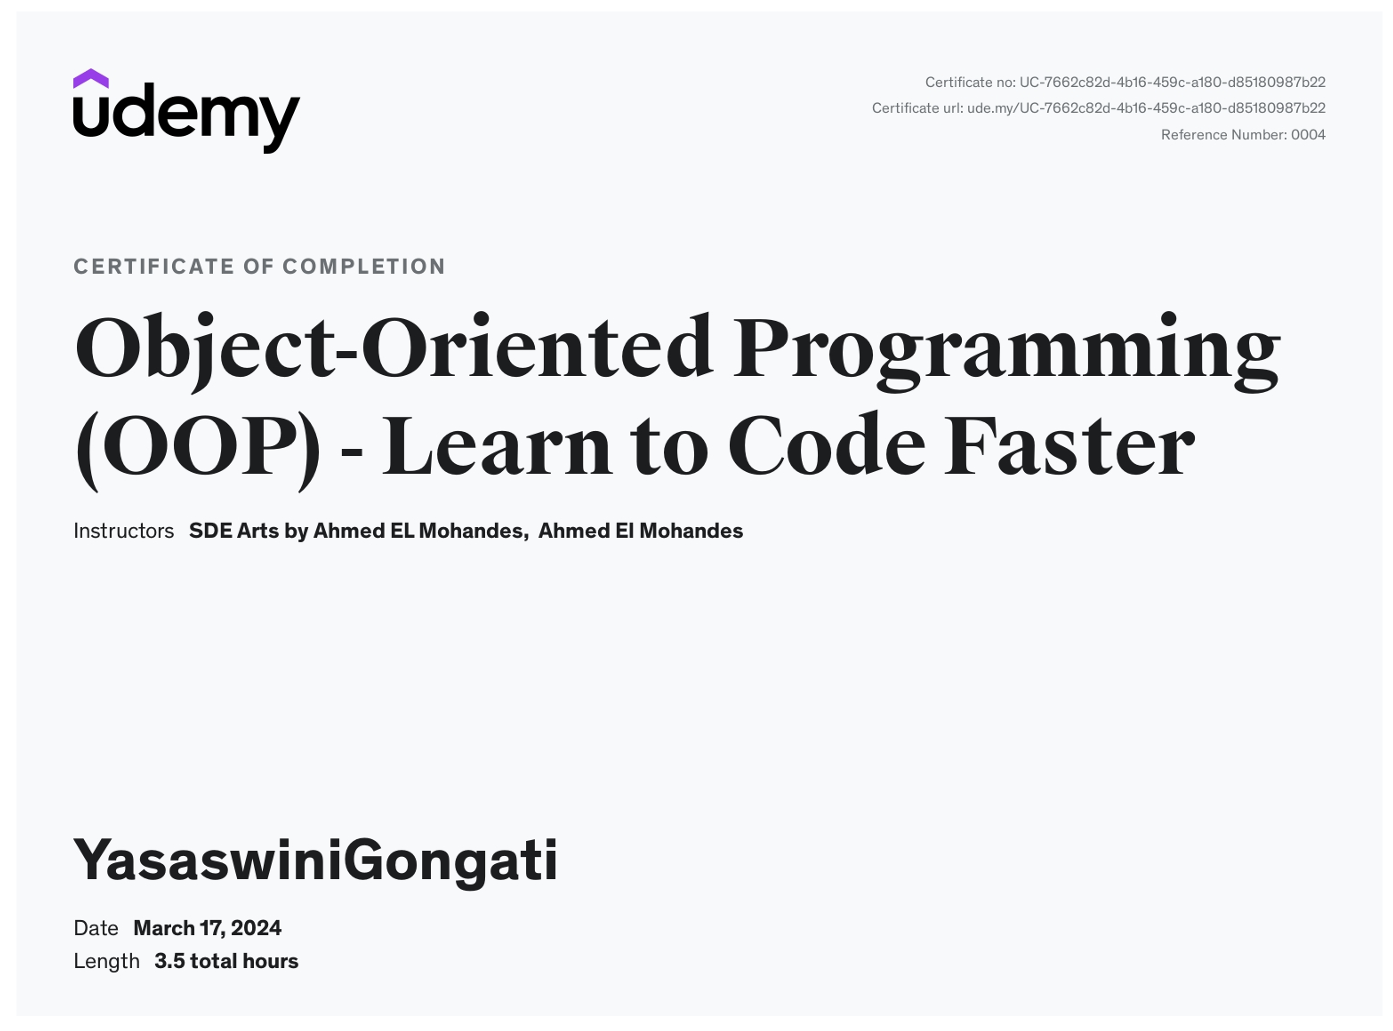 udemy
Certificate no: UC-7662c82d-4b16-459c-a180-d85180987b22
Certificate url: ude.my/UC-7662c82d-4b16-459c-a180-d85180987b22
Reference Number: 0004
CERTIFICATE OF COMPLETION
Object-Oriented Programming
(OOP) - Learn to Code Faster
Instructors SDE Arts by Ahmed EL Mohandes, Ahmed El Mohandes
YasaswiniGongati
Date March 17, 2024
Length 3.5 total hours